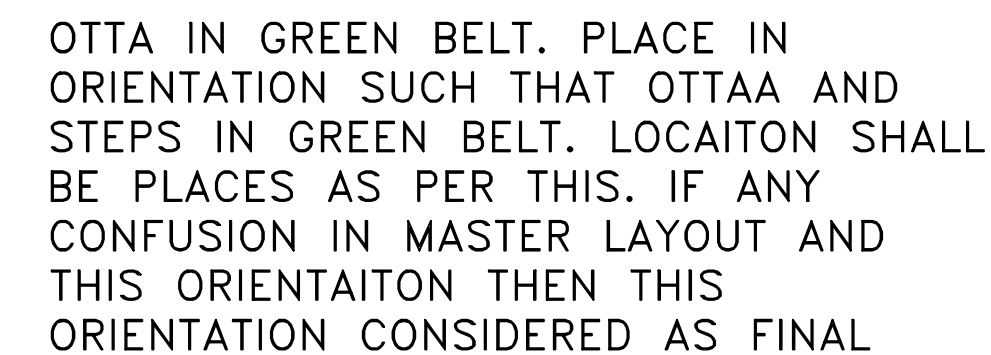 OTTA IN GREEN BELT. PLACE IN
ORIENTATION SUCH THAT OTTAA AND
STEPS IN GREEN BELT. LOCAITON SHALL
BE PLACES AS PER THIS. IF ANY
CONFUSION IN MASTER LAYOUT AND
THIS ORIENTAITON THEN THIS
ORIENTATION CONSIDERED AS FINAL